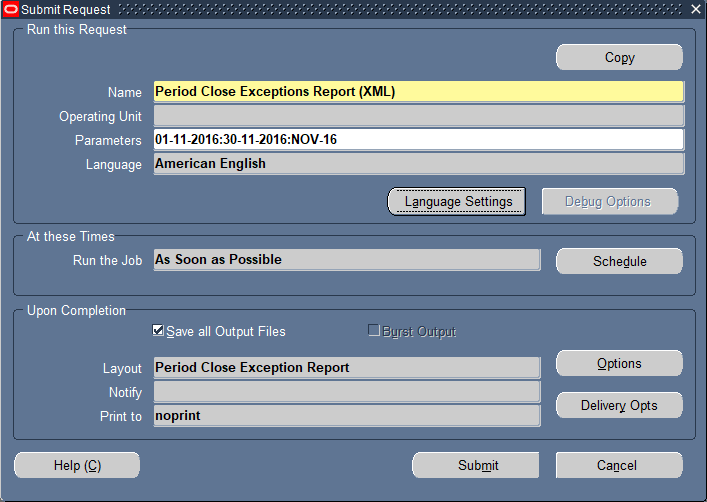 Submit Request
Run this Request
Copy
Name Period Close Exceptions Report (XML)
Operating Unit
Parameters 01-11-2016:30-11-2016:NOV-16
Language American English
Language Settings Debug Options
At these Times
Run the Job As Soon as Possible Schedule
Upon Completion
Save all Output Files Burst Output
Layout Period Close Exception Report Options
Notify
Print to noprint Delivery Opts
Help (C) Submit Cancel